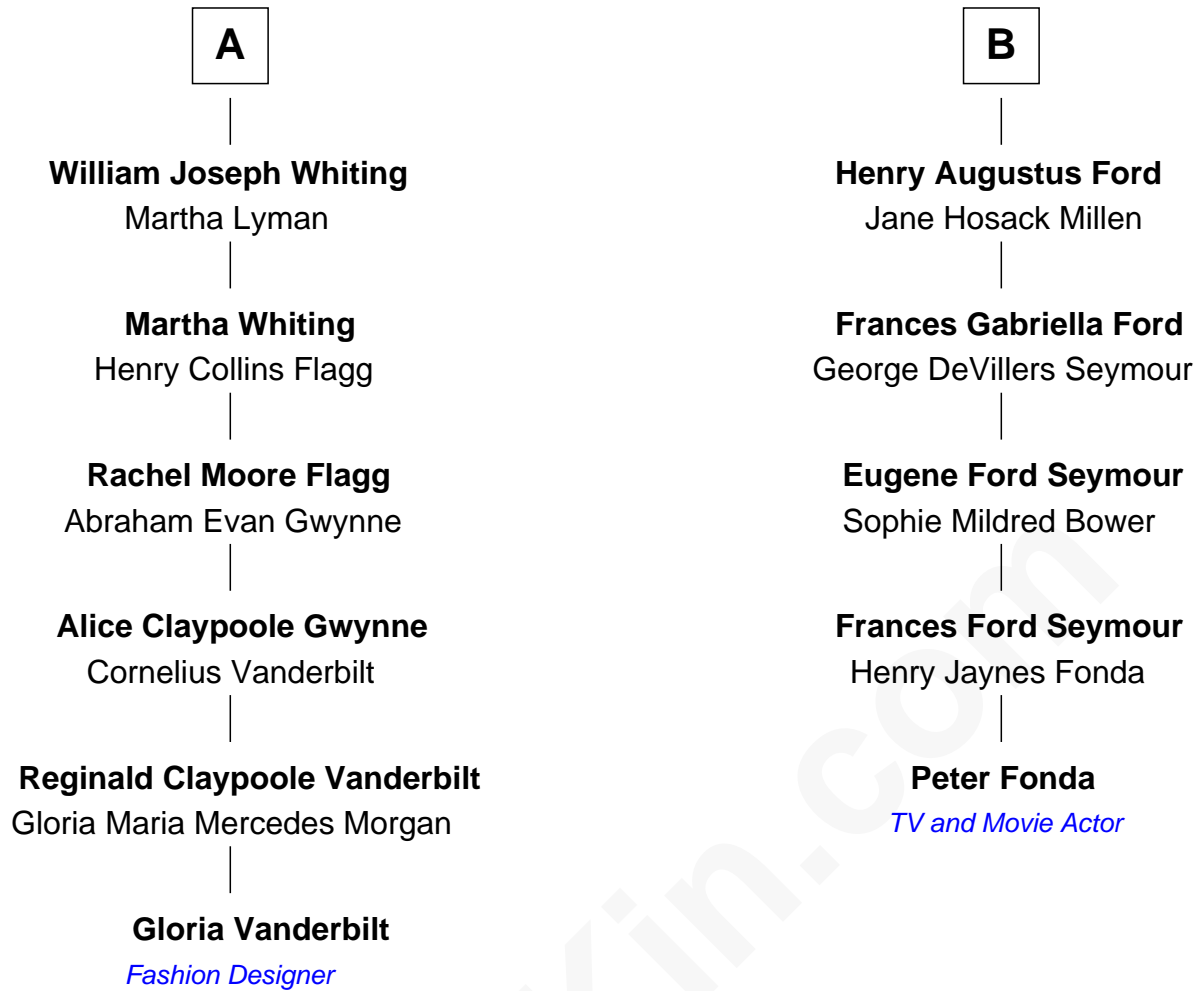 A
William Joseph Whiting
Martha Lyman
Martha Whiting
Henry Collins Flagg
Rachel Moore Flagg
Abraham Evan Gwynne
Alice Claypoole Gwynne
Cornelius Vanderbilt
Reginald Claypoole Vanderbilt
Gloria Maria Mercedes Morgan
Gloria Vanderbilt
Fashion Designer
B
Henry Augustus Ford
Jane Hosack Millen
Frances Gabriella Ford
George DeVillers Seymour
Eugene Ford Seymour
Sophie Mildred Bower
Frances Ford Seymour
Henry Jaynes Fonda
Peter Fonda
TV and Movie Actor
Kin.com